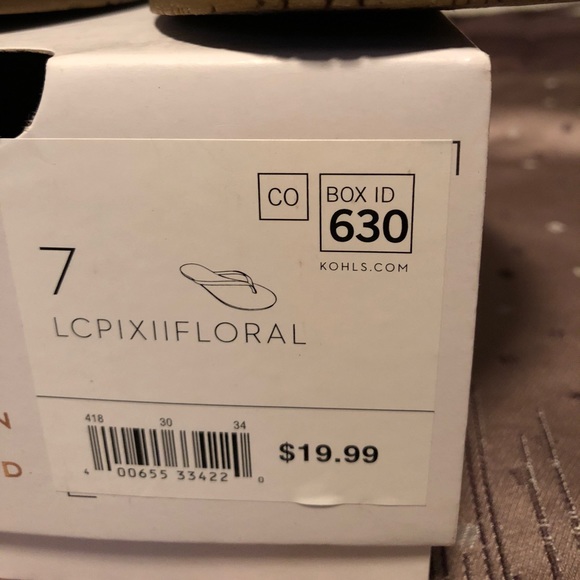 CO
BOX ID
630
KOHLS.COM
7
LCPIXIIFLORAL
418 30 34
4 00655 33422 0
$19.99
N
D